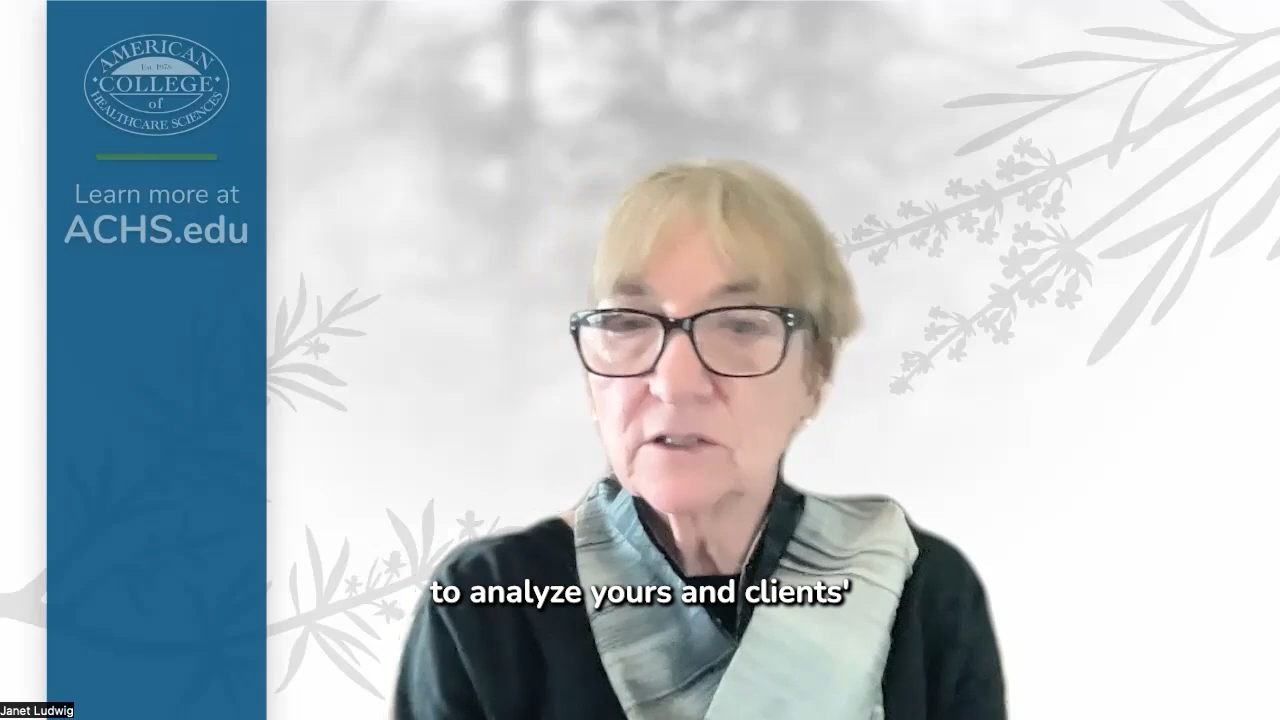 AMERICAN
Est. 1978
COLLEGE
of
HEALTHCARE SCIENCES
Learn more at
ACHS.edu
to analyze yours and clients'
Janet Ludwig